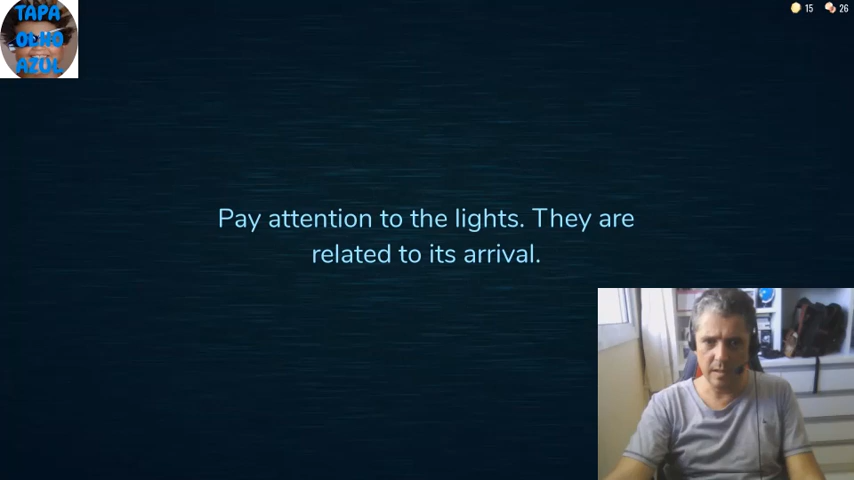 TAPA
OLHO
AZUL
15
26
Pay attention to the lights. They are
related to its arrival.